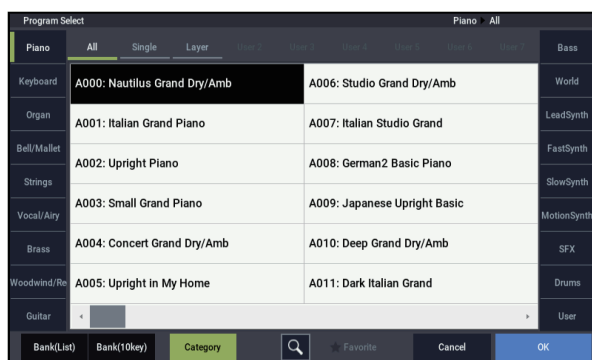 Program Select
Piano All
Piano
All Single Layer User 2 User 3 User 4 User 5 User 6 User 7
Bass
Keyboard
A000: Nautilus Grand Dry/Amb
A006: Studio Grand Dry/Amb
World
Organ
A001: Italian Grand Piano
A007: Italian Studio Grand
LeadSynth
Bell/Mallet
A002: Upright Piano
A008: German2 Basic Piano
FastSynth
Strings
SlowSynth
A003: Small Grand Piano
A009: Japanese Upright Basic
Vocal/Airy
MotionSynth
Brass
A004: Concert Grand Dry/Amb
A010: Deep Grand Dry/Amb
SFX
Woodwind/Re
A005: Upright in My Home
A011: Dark Italian Grand
Drums
Guitar
User
Bank(List) Bank(10key) Category Favorite Cancel OK